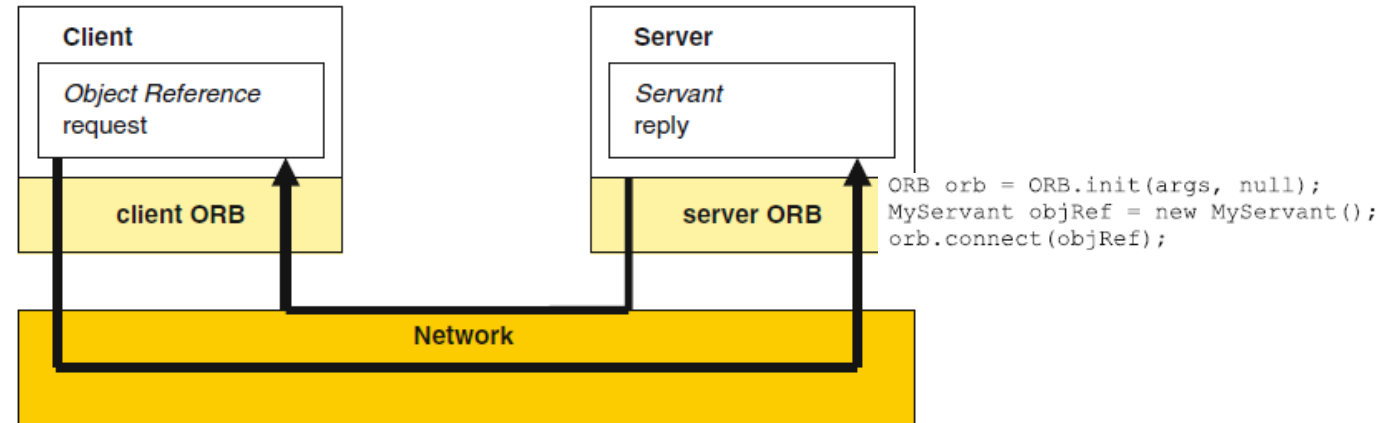 Client
Object Reference
request
client ORB
Server
Servant
reply
server ORB
ORB orb = ORB.init(args, null);
MyServant objRef = new MyServant();
orb.connect(objRef);
Network